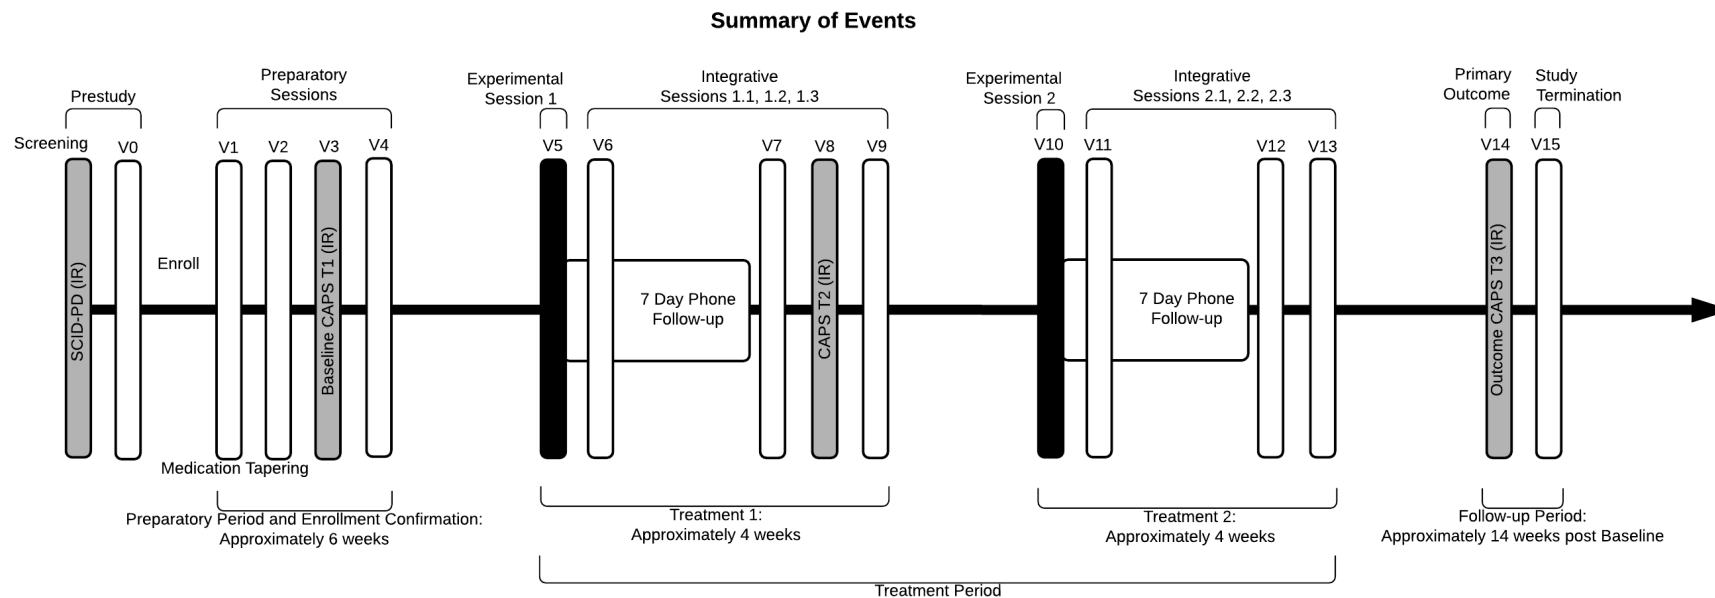 Summary of Events
Prestudy
Preparatory
Sessions
Experimental
Session 1
Integrative
Sessions 1.1, 1.2, 1.3
Experimental
Session 2
Integrative
Sessions 2.1, 2.2, 2.3
Primary
Outcome
Study
Termination
Screening
V0
V1
V2
V3
V4
V5
V6
V7
V8
V9
V10
V11
V12
V13
V14
V15
SCID-PD (IR)
Enroll
Baseline CAPS T1 (IR)
7 Day Phone
Follow-up
CAPS T2 (IR)
7 Day Phone
Follow-up
Outcome CAPS T3 (IR)
Medication Tapering
Preparatory Period and Enrollment Confirmation:
Approximately 6 weeks
Treatment 1:
Approximately 4 weeks
Treatment 2:
Approximately 4 weeks
Follow-up Period:
Approximately 14 weeks post Baseline
Treatment Period